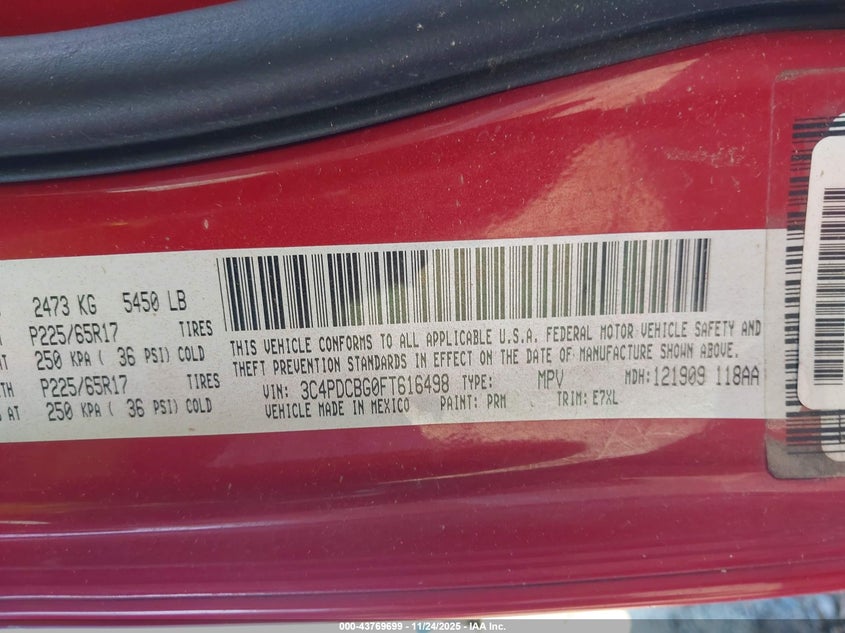 2473 KG 5450 LB
P225/65R17 TIRES
AT 250 KPA ( 36 PSI) COLD
TH P225/65R17 TIRES
S AT 250 KPA ( 36 PSI) COLD
THIS VEHICLE CONFORMS TO ALL APPLICABLE U.S.A. FEDERAL MOTOR VEHICLE SAFETY AND
THEFT PREVENTION STANDARDS IN EFFECT ON THE DATE OF MANUFACTURE SHOWN ABOVE.
VIN: 3C4PDCBG0FT616498 TYPE: MPV MDH:121909 118AA
VEHICLE MADE IN MEXICO PAINT: PRM TRIM: E7XL
000-43769699 - 11/24/2025 - IAA Inc.